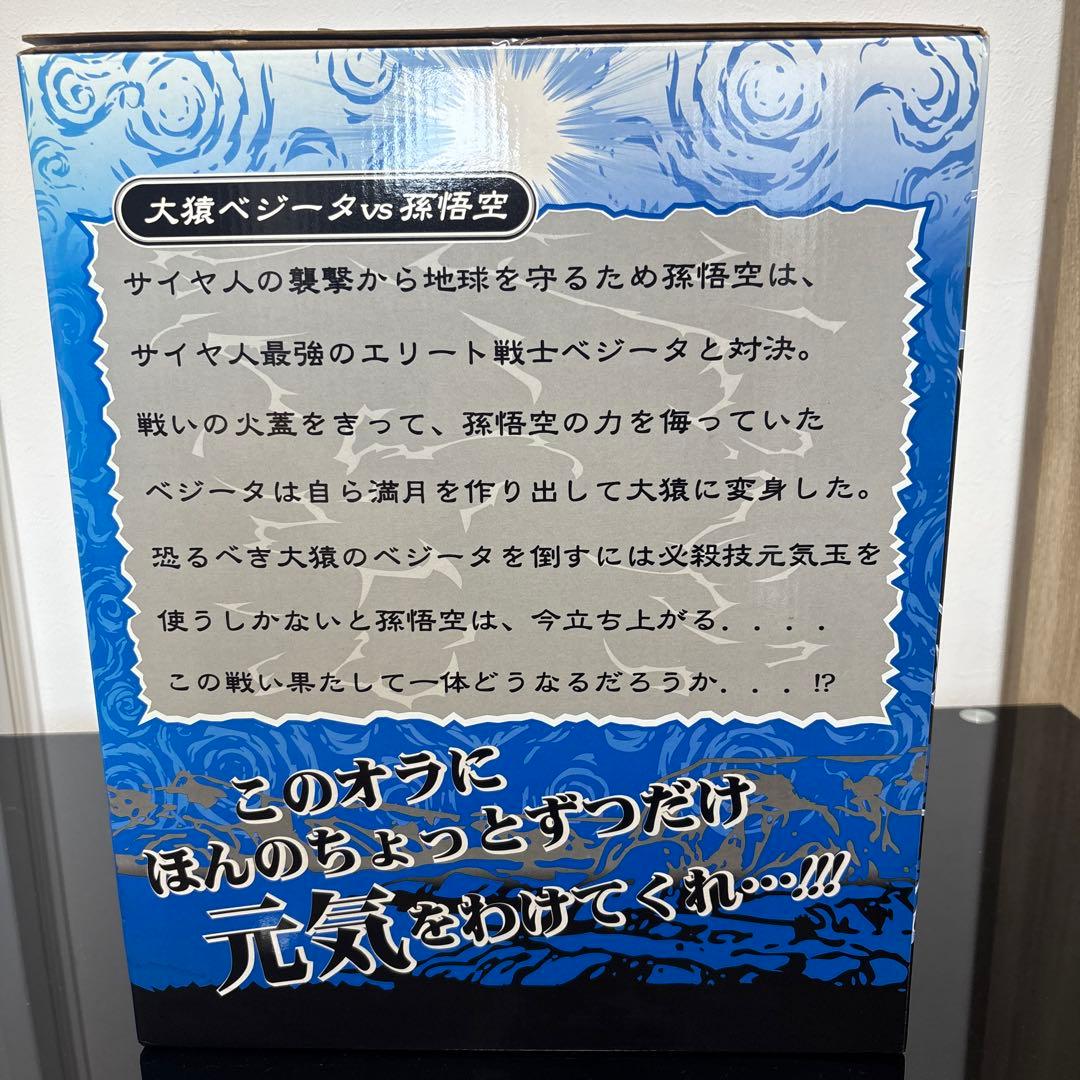 大猿ベジータvs孫悟空
サイヤ人の襲撃から地球を守るため孫悟空は、
サイヤ人最強のエリート戦士ベジータと対決。
戦いの火蓋をきって、孫悟空の力を侮っていた
ベジータは自ら満月を作り出して大猿に変身した。
恐るべき大猿のベジータを倒すには必殺技元気玉を
使うしかないと孫悟空は、今立ち上がる．．．．
この戦い果たして一体どうなるだろうか．．．!?
このオラに
ほんのちょっとずつだけ
元気をわけてくれ…!!!